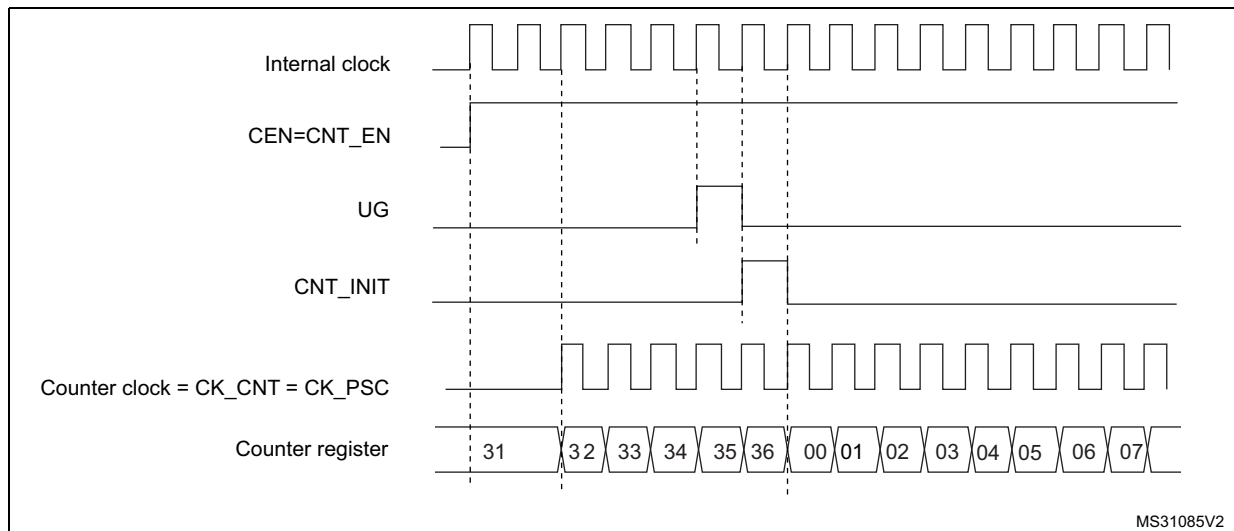 Internal clock
CEN=CNT_EN
UG
CNT_INIT
Counter clock = CK_CNT = CK_PSC
Counter register 31 32 33 34 35 36 00 01 02 03 04 05 06 07
MS31085V2